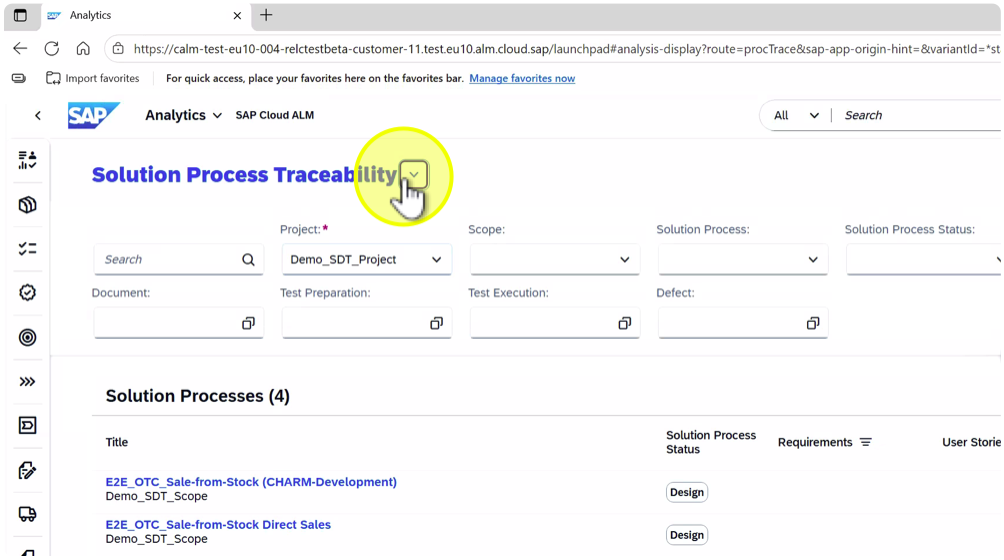 Analytics
https://calm-test-eu10-004-relctestbeta-customer-11.test.eu10.alm.cloud.sap/launchpad#analysis-display?route=procTrace&sap-app-origin-hint=&variantId=*st
Import favorites
For quick access, place your favorites here on the favorites bar. Manage favorites now
SAP Analytics SAP Cloud ALM All Search
Solution Process Traceability
Project:* Scope: Solution Process: Solution Process Status:
Search Demo_SDT_Project
Document: Test Preparation: Test Execution: Defect:
Solution Processes (4)
Title Solution Process Status Requirements User Storie
E2E_OTC_Sale-from-Stock (CHARM-Development)
Demo_SDT_Scope
Design
E2E_OTC_Sale-from-Stock Direct Sales
Demo_SDT_Scope
Design